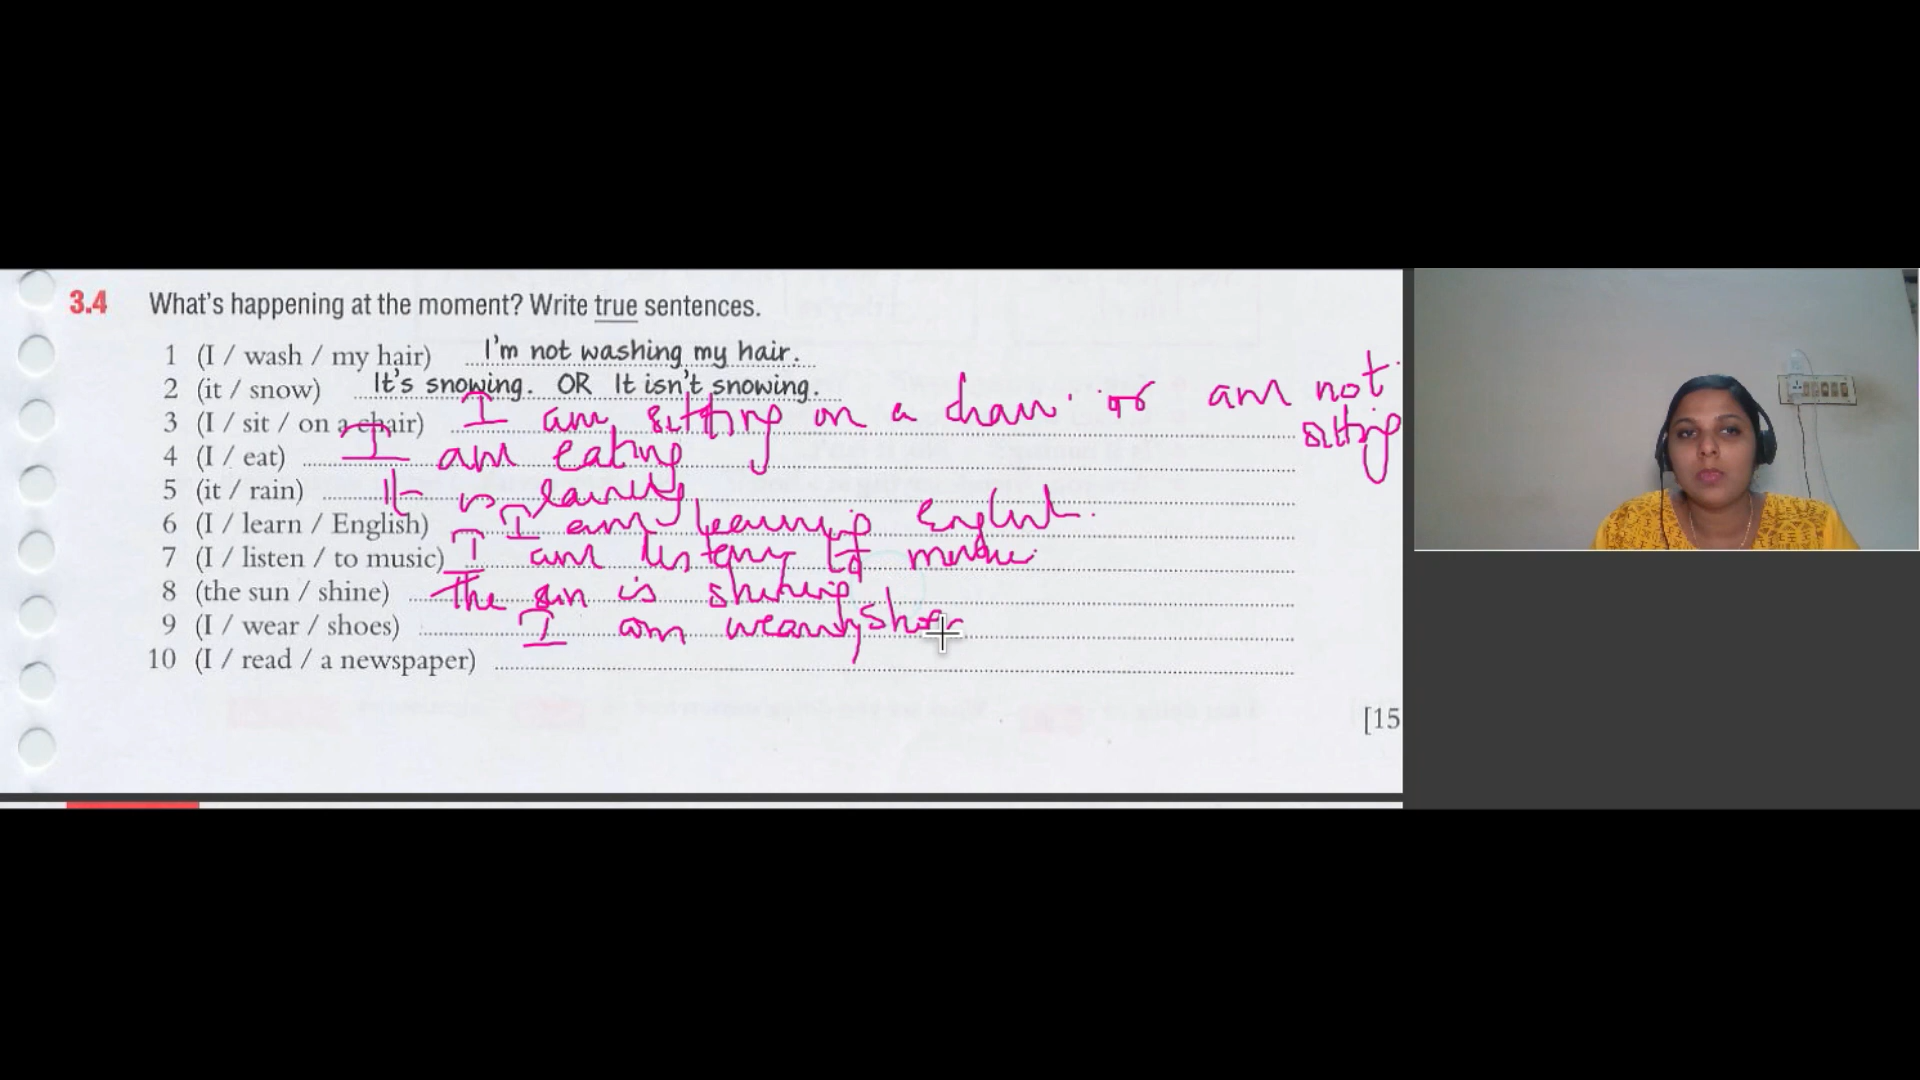 3.4 What's happening at the moment? Write true sentences.
1 (I / wash / my hair) I'm not washing my hair.
2 (it / snow) It's snowing. OR It isn't snowing.
3 (I / sit / on a chair) I am sitting on a chair. or am not sitting
4 (I / eat) I am eating
5 (it / rain) It is raining
6 (I / learn / English) I am learning English.
7 (I / listen / to music) I am listening to music
8 (the sun / shine) The sun is shining
9 (I / wear / shoes) I am wearing shoes
10 (I / read / a newspaper)
[15